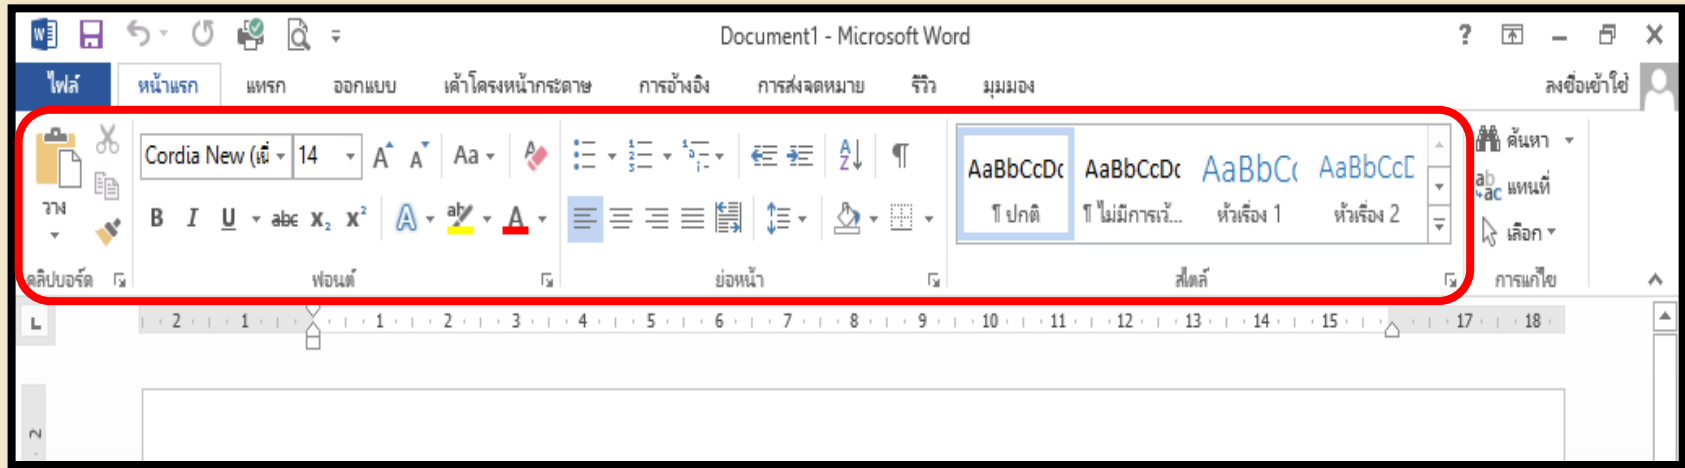 Document1 - Microsoft Word
ไฟล์ หน้าแรก แทรก ออกแบบ เค้าโครงหน้ากระดาษ การอ้างอิง การส่งจดหมาย รีวิว มุมมอง ลงชื่อเข้าใช้
วาง
Cordia New (เนื้ 14 Aa
ค้นหา
แทนที่
เลือก
B I U abc X₂ X² A aby A
AaBbCcDc AaBbCcDc AaBbCc AaBbCcC
¶ ปกติ ¶ ไม่มีการเว้... หัวเรื่อง 1 หัวเรื่อง 2
คลิปบอร์ด ฟอนต์ ย่อหน้า สไตล์ การแก้ไข
2 1 1 2 3 4 5 6 7 8 9 10 11 12 13 14 15 17 18
2